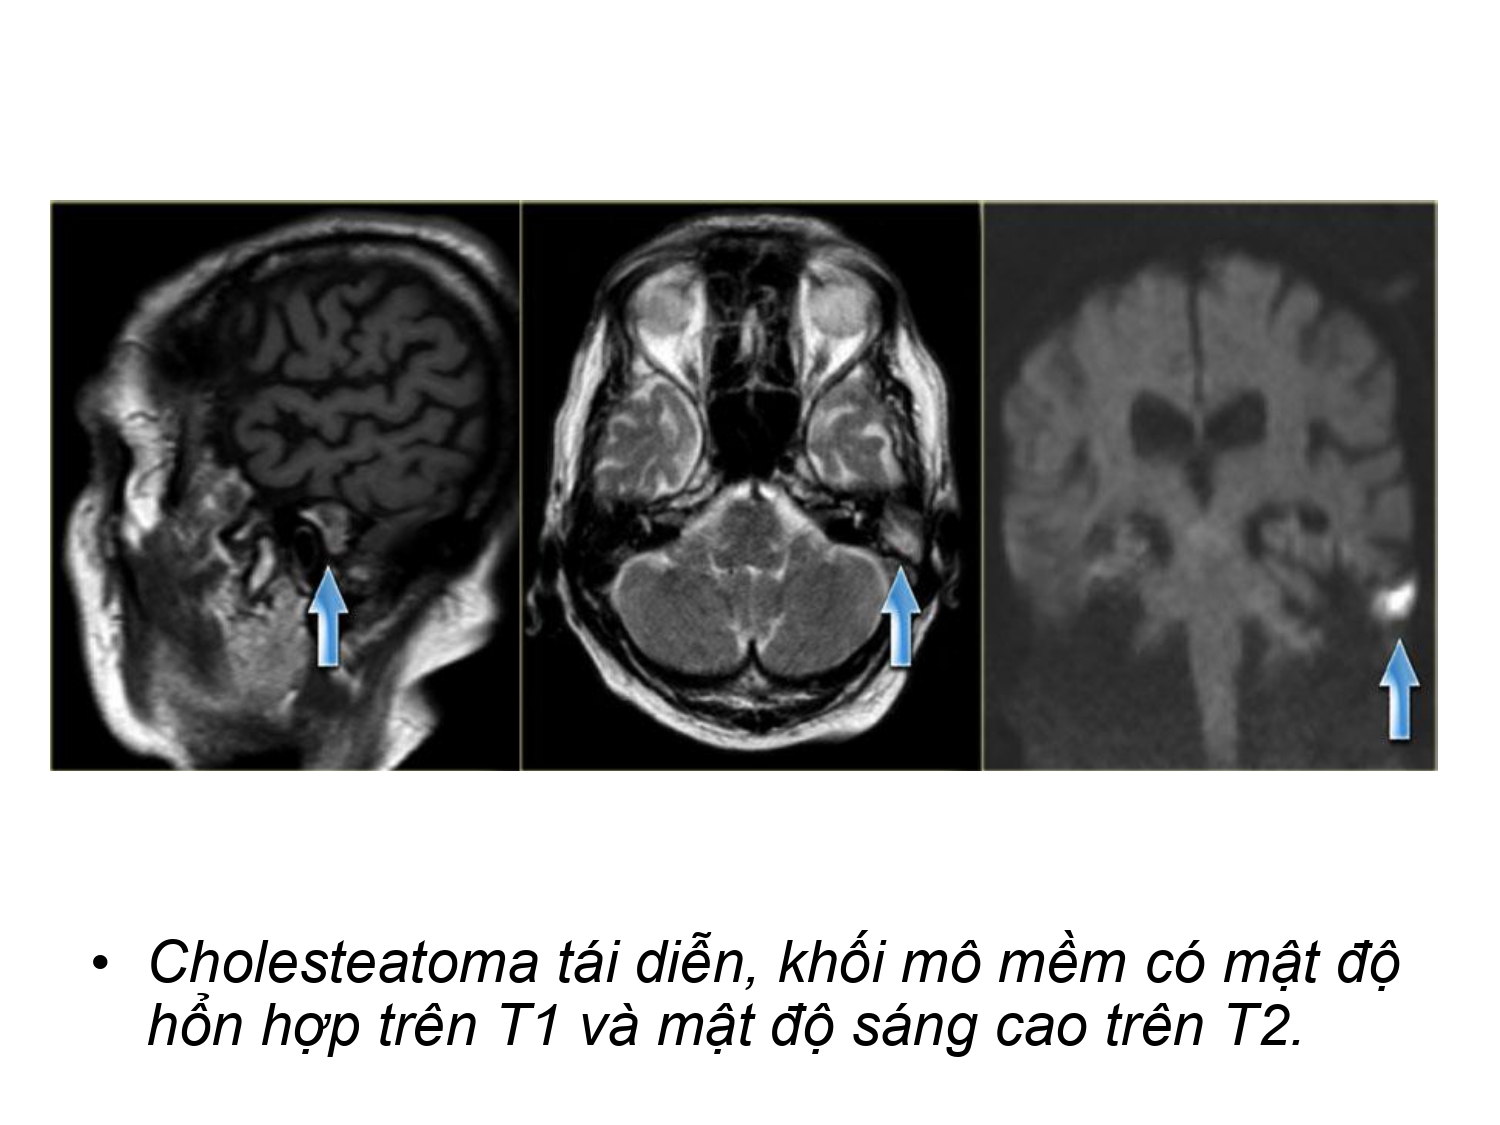 • Cholesteatoma tái diễn, khối mô mềm có mật độ
hổn hợp trên T1 và mật độ sáng cao trên T2.